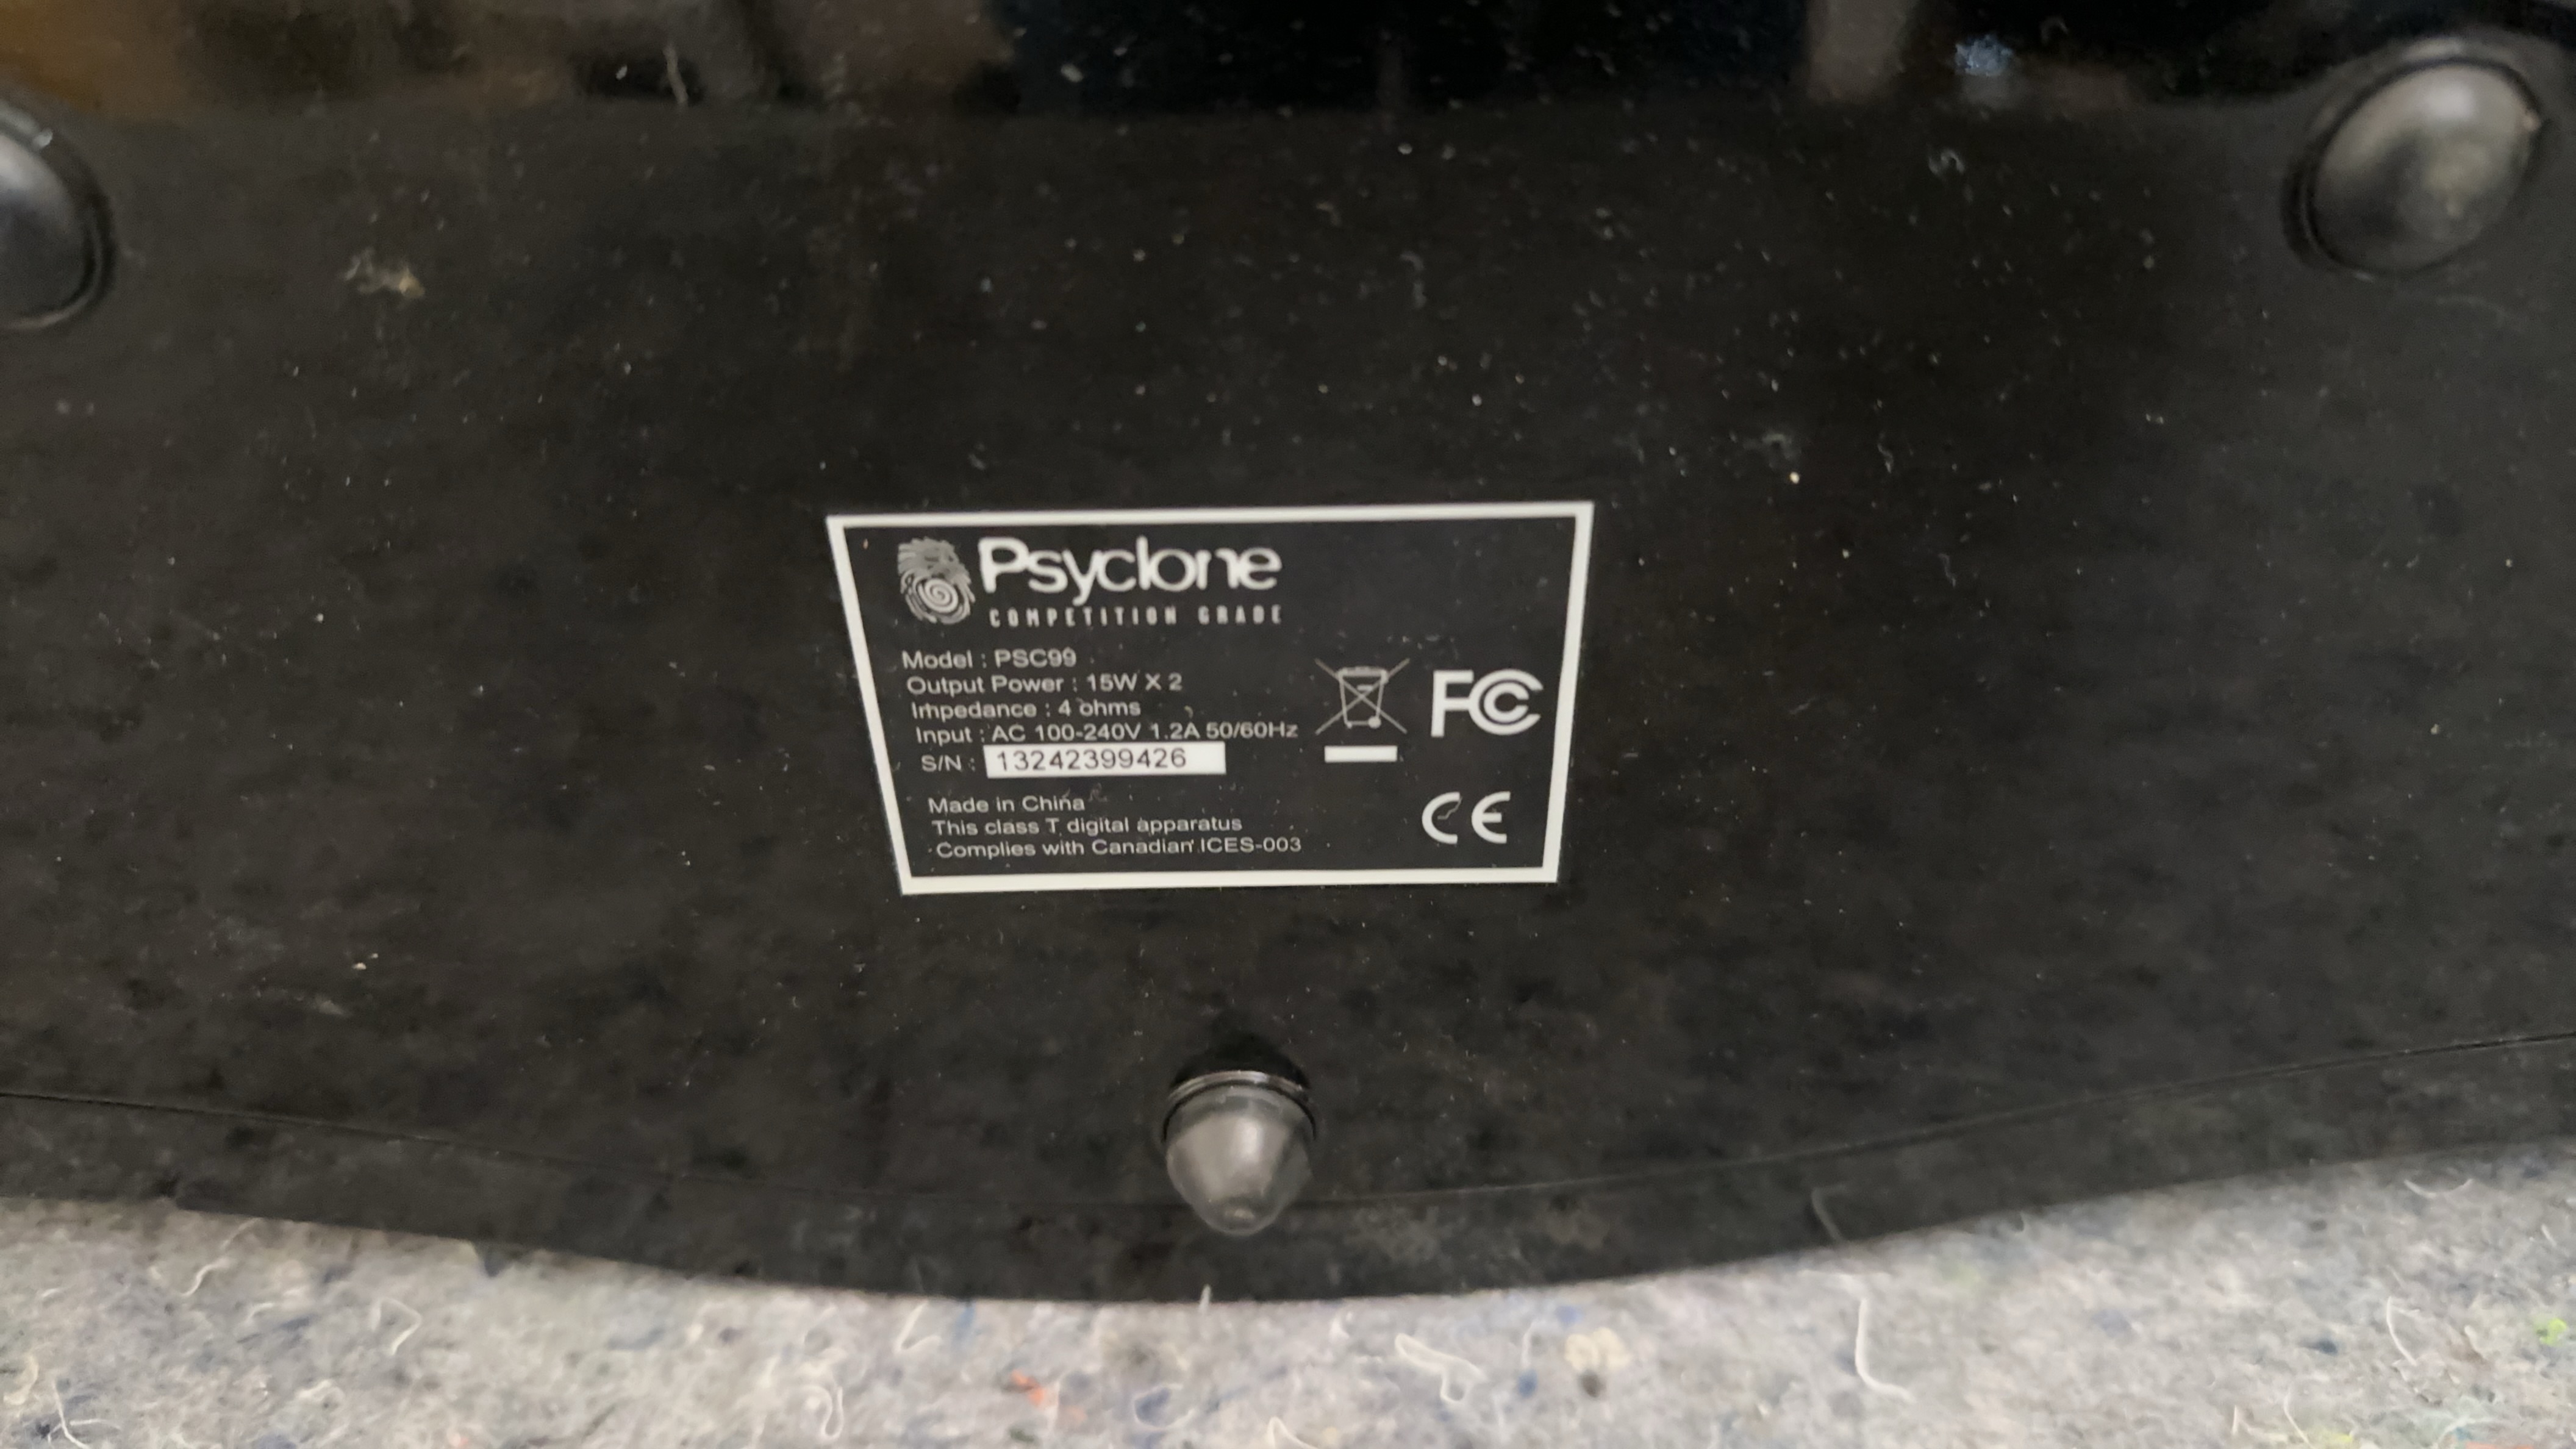 Psyclone
COMPETITION GRADE
Model : PSC99
Output Power : 15W X 2
Impedance : 4 ohms
Input : AC 100-240V 1.2A 50/60Hz
S/N : 13242399426
FC
Made in China
This class T digital apparatus
Complies with Canadian ICES-003
CE